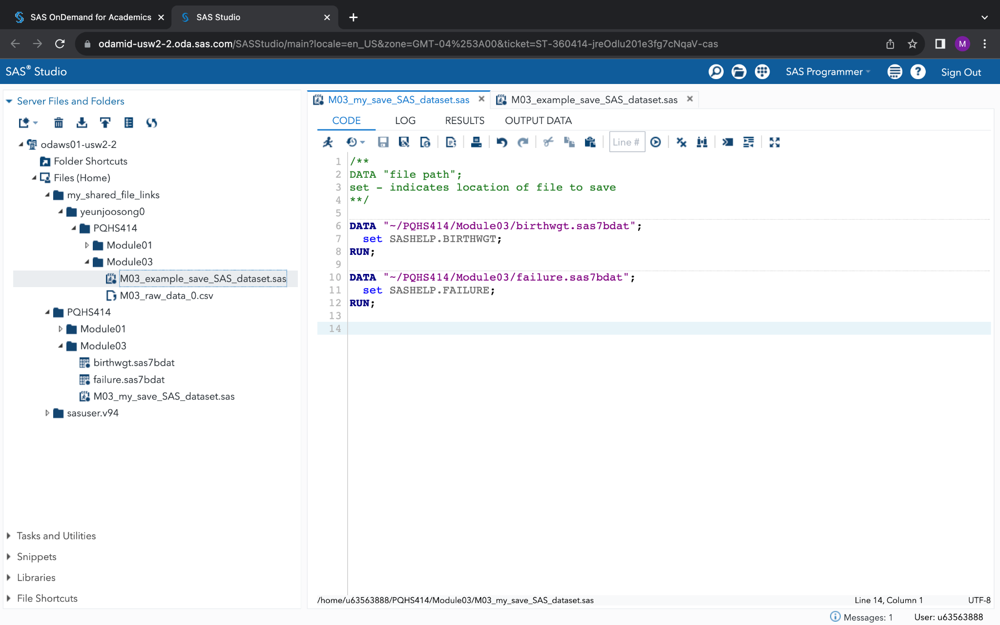 SAS OnDemand for Academics
SAS Studio
odamid-usw2-2.oda.sas.com/SASStudio/main?locale=en_US&zone=GMT-04%253A00&ticket=ST-360414-jreOdlu201e3fg7cNqaV-cas
M
SAS® Studio
SAS Programmer
Sign Out
Server Files and Folders
odaws01-usw2-2
Folder Shortcuts
Files (Home)
my_shared_file_links
yeunjoosong0
PQHS414
Module01
Module03
M03_example_save_SAS_dataset.sas
M03_raw_data_0.csv
PQHS414
Module01
Module03
birthwgt.sas7bdat
failure.sas7bdat
M03_my_save_SAS_dataset.sas
sasuser.v94
Tasks and Utilities
Snippets
Libraries
File Shortcuts
M03_my_save_SAS_dataset.sas
M03_example_save_SAS_dataset.sas
CODE LOG RESULTS OUTPUT DATA
Line #
1 /**
2 DATA "file path";
3 set - indicates location of file to save
4 **/
5
6 DATA "~/PQHS414/Module03/birthwgt.sas7bdat";
7 set SASHELP.BIRTHWGT;
8 RUN;
9
10 DATA "~/PQHS414/Module03/failure.sas7bdat";
11 set SASHELP.FAILURE;
12 RUN;
13
14
/home/u63563888/PQHS414/Module03/M03_my_save_SAS_dataset.sas
Line 14, Column 1
UTF-8
Messages: 1
User: u63563888